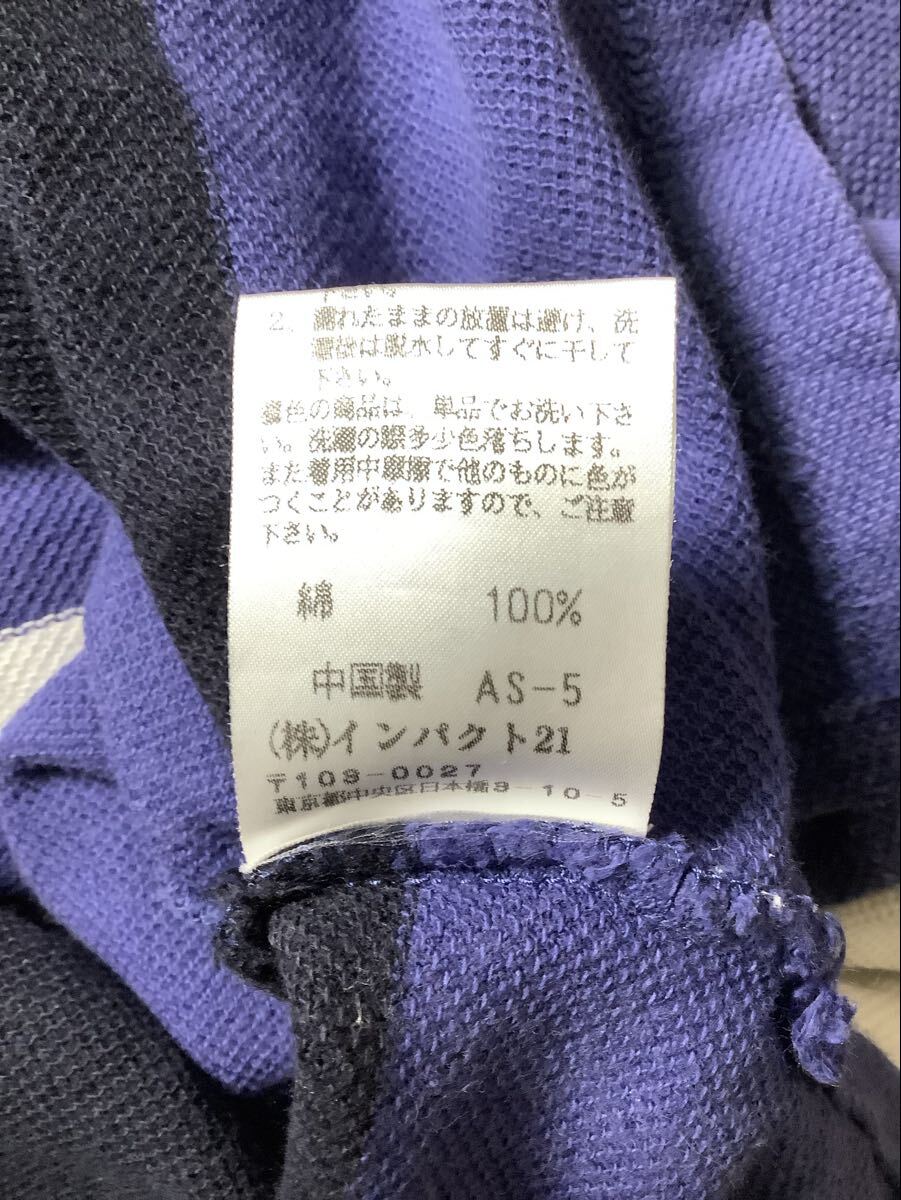 下さい。
2. 濡れたままの放置は避け、洗
濯後は脱水してすぐに干して
下さい。
着色の商品は、単品でお洗い下さ
い。洗濯の際多少色落ちします。
また着用中摩擦で他のものに色が
つくことがありますので、ご注意
下さい。
綿 100%
中国製 AS-5
(株)インパクト21
〒103-0027
東京都中央区日本橋3-10-5